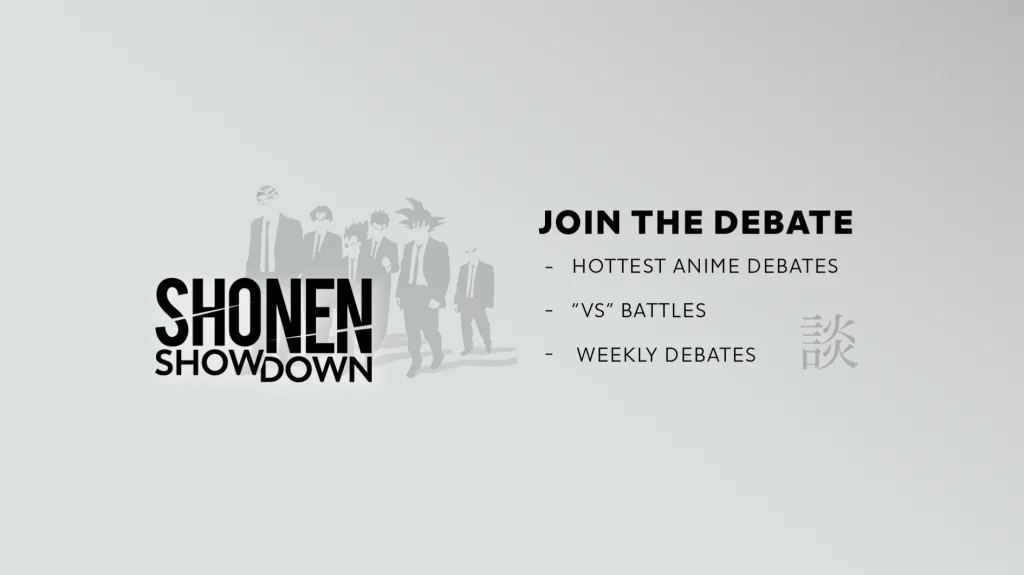 SHONEN
SHOWDOWN
JOIN THE DEBATE
- HOTTEST ANIME DEBATES
- “VS” BATTLES
- WEEKLY DEBATES
談